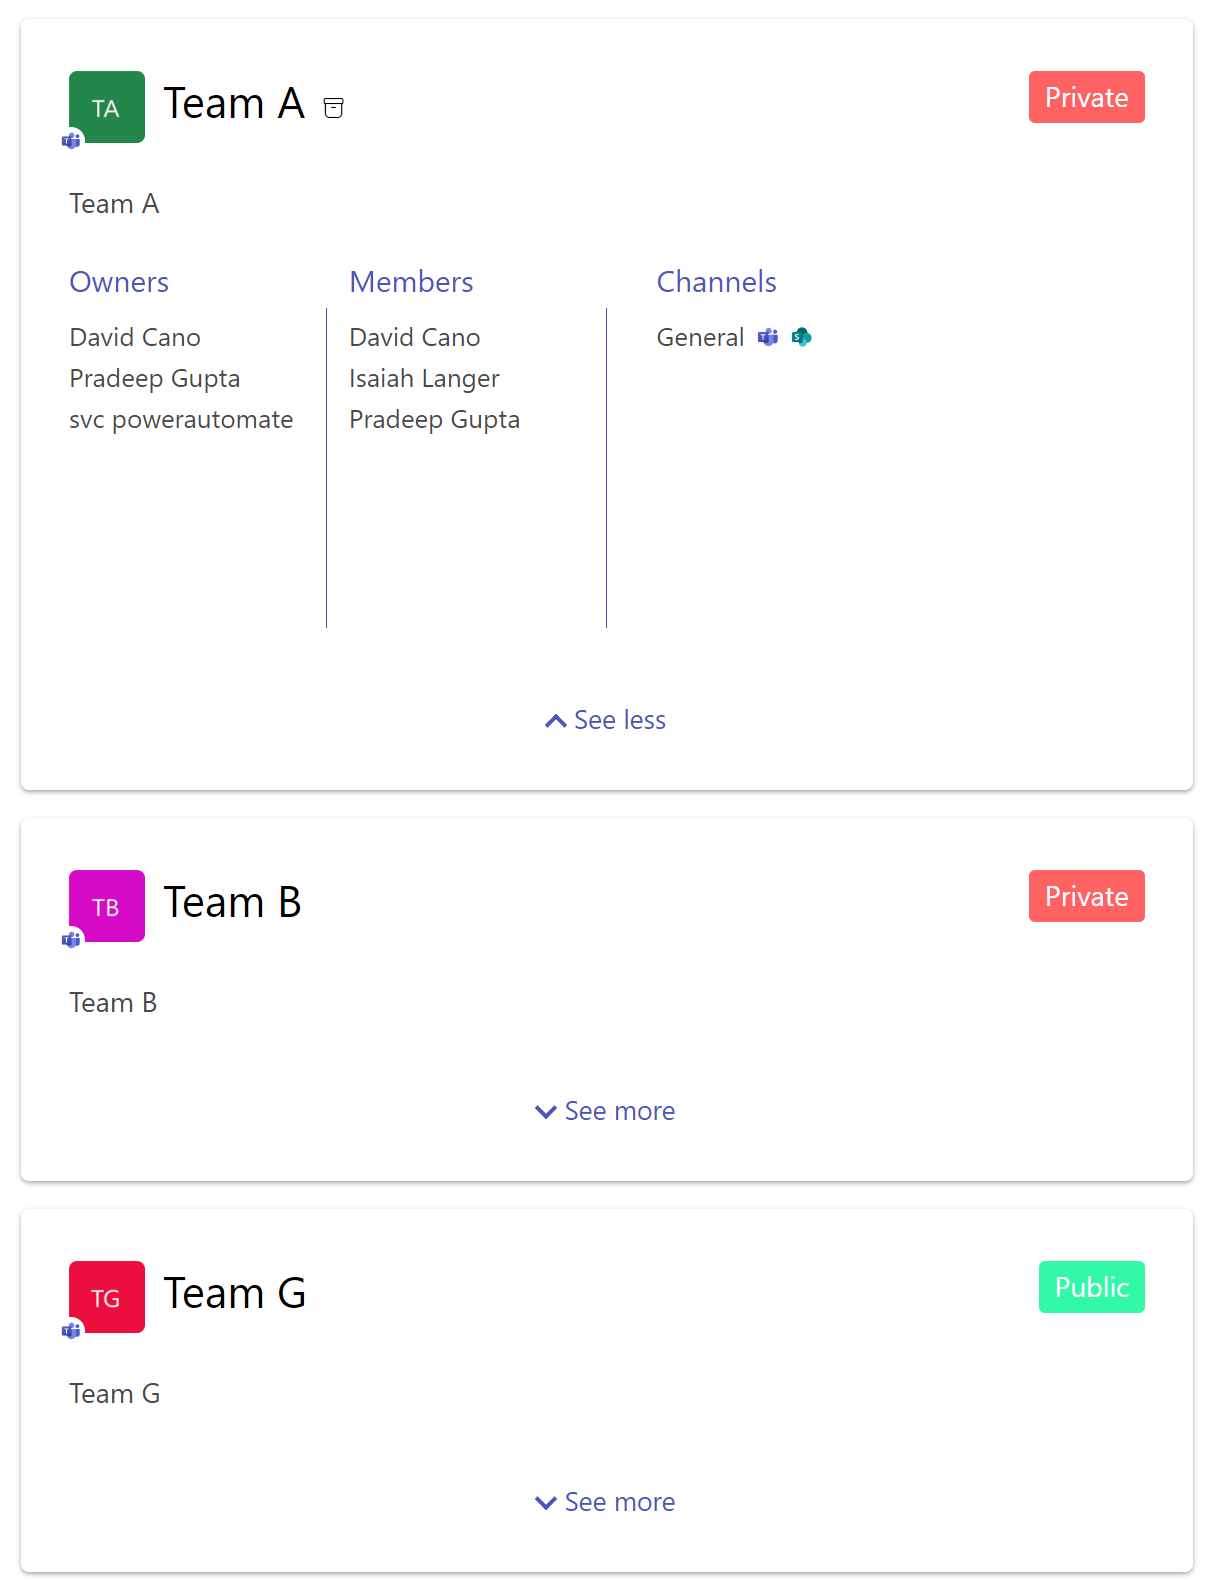 TA Team A Private
Team A
Owners Members Channels
David Cano David Cano General
Pradeep Gupta Isaiah Langer
svc powerautomate Pradeep Gupta
See less
TB Team B Private
Team B
See more
TG Team G Public
Team G
See more